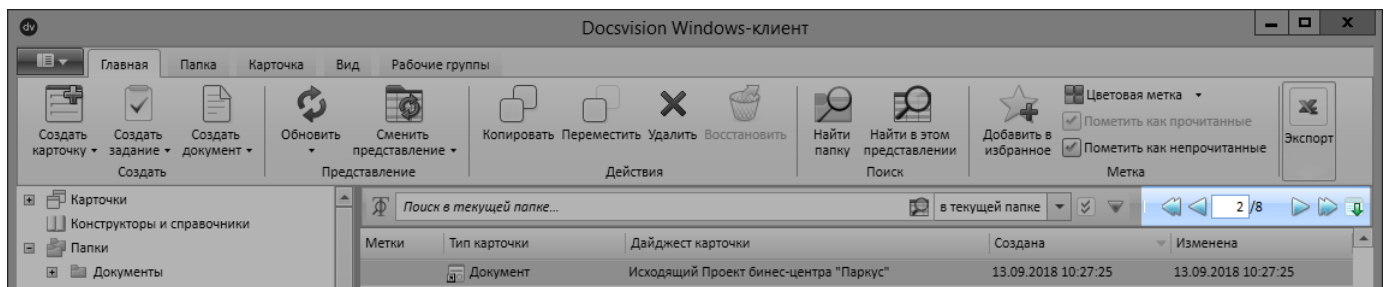 dv Docsvision Windows-клиент
Главная Папка Карточка Вид Рабочие группы
Создать карточку Создать задание Создать документ
Создать
Обновить Сменить представление
Представление
Копировать Переместить Удалить Восстановить
Действия
Найти папку Найти в этом представлении
Поиск
Добавить в избранное
Цветовая метка
Пометить как прочитанные
Пометить как непрочитанные
Метка
Экспорт
Карточки
Конструкторы и справочники
Папки
Документы
Поиск в текущей папке... в текущей папке 2 /8
Метки Тип карточки Дайджест карточки Создана Изменена
Документ Исходящий Проект бинес-центра "Паркус" 13.09.2018 10:27:25 13.09.2018 10:27:25